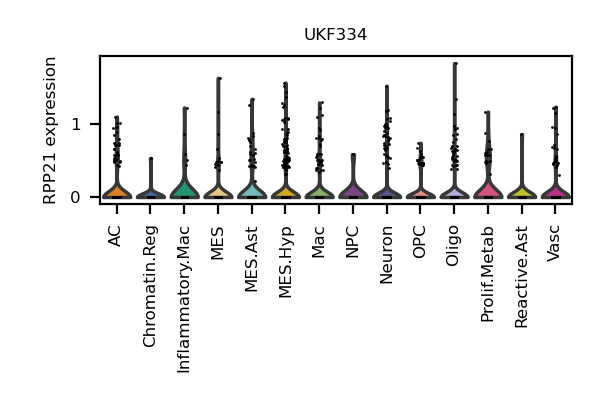 UKF334
RPP21 expression
1
0
AC
Chromatin.Reg
Inflammatory.Mac
MES
MES.Ast
MES.Hyp
Mac
NPC
Neuron
OPC
Oligo
Prolif.Metab
Reactive.Ast
Vasc